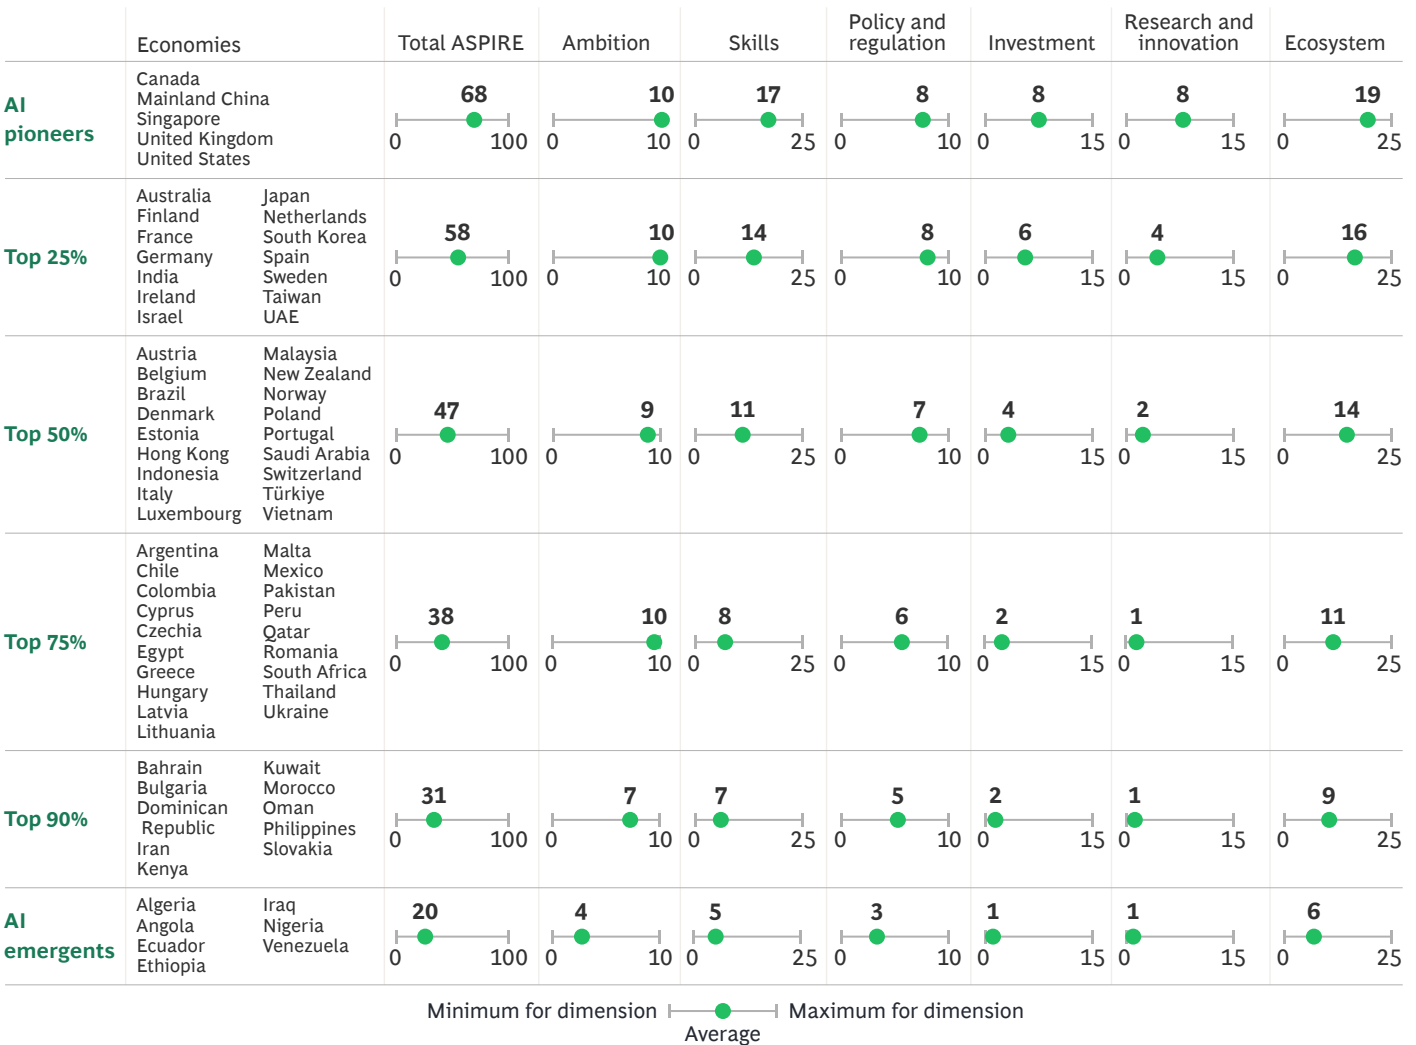 Economies Total ASPIRE Ambition Skills Policy and regulation Investment Research and innovation Ecosystem
AI pioneers
Canada
Mainland China
Singapore
United Kingdom
United States
68 10 17 8 8 8 19
0 100 0 10 0 25 0 10 0 15 0 15 0 25
Top 25%
Australia Japan
Finland Netherlands
France South Korea
Germany Spain
India Sweden
Ireland Taiwan
Israel UAE
58 10 14 8 6 4 16
0 100 0 10 0 25 0 10 0 15 0 15 0 25
Top 50%
Austria Malaysia
Belgium New Zealand
Brazil Norway
Denmark Poland
Estonia Portugal
Hong Kong Saudi Arabia
Indonesia Switzerland
Italy Türkiye
Luxembourg Vietnam
47 9 11 7 4 2 14
0 100 0 10 0 25 0 10 0 15 0 15 0 25
Top 75%
Argentina Malta
Chile Mexico
Colombia Pakistan
Cyprus Peru
Czechia Qatar
Egypt Romania
Greece South Africa
Hungary Thailand
Latvia Ukraine
Lithuania
38 10 8 6 2 1 11
0 100 0 10 0 25 0 10 0 15 0 15 0 25
Top 90%
Bahrain Kuwait
Bulgaria Morocco
Dominican Oman
Republic Philippines
Iran Slovakia
Kenya
31 7 7 5 2 1 9
0 100 0 10 0 25 0 10 0 15 0 15 0 25
AI emergents
Algeria Iraq
Angola Nigeria
Ecuador Venezuela
Ethiopia
20 4 5 3 1 1 6
0 100 0 10 0 25 0 10 0 15 0 15 0 25
Minimum for dimension Maximum for dimension
Average